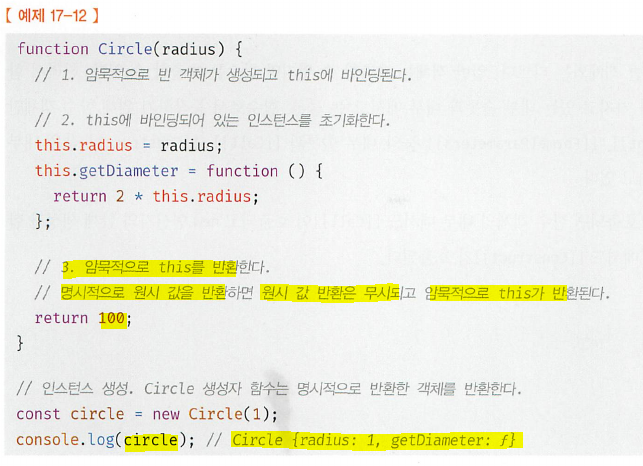 【 예제 17-12 】
function Circle(radius) {
// 1. 암묵적으로 빈 객체가 생성되고 this에 바인딩된다.
// 2. this에 바인딩되어 있는 인스턴스를 초기화한다.
this.radius = radius;
this.getDiameter = function () {
return 2 * this.radius;
};
// 3. 암묵적으로 this를 반환한다.
// 명시적으로 원시 값을 반환하면 원시 값 반환은 무시되고 암묵적으로 this가 반환된다.
return 100;
}
// 인스턴스 생성. Circle 생성자 함수는 명시적으로 반환한 객체를 반환한다.
const circle = new Circle(1);
console.log(circle); // Circle {radius: 1, getDiameter: ƒ}